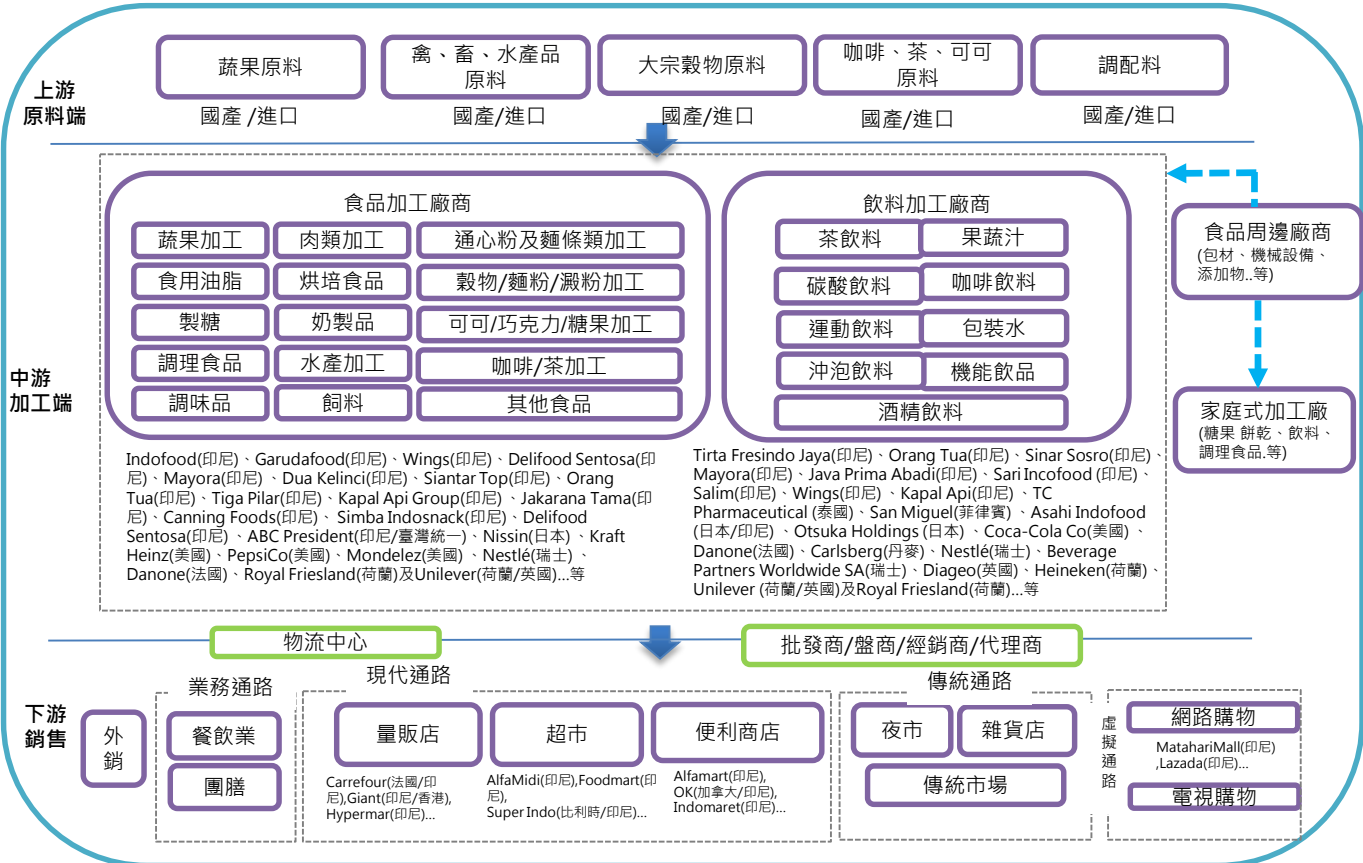 上游
原料端
蔬果原料
禽、畜、水產品
原料
大宗穀物原料
咖啡、茶、可可
原料
調配料
國產/進口
國產/進口
國產/進口
國產/進口
國產/進口
中游
加工端
食品加工廠商
蔬果加工
肉類加工
通心粉及麵條類加工
食用油脂
烘培食品
穀物/麵粉/澱粉加工
製糖
奶製品
可可/巧克力/糖果加工
調理食品
水產加工
咖啡/茶加工
調味品
飼料
其他食品
Indofood(印尼)、Garudafood(印尼)、Wings(印尼)、Delifood Sentosa(印
尼)、Mayora(印尼)、Dua Kelinci(印尼)、Siantar Top(印尼)、Orang
Tua(印尼)、Tiga Pilar(印尼)、Kapal Api Group(印尼)、Jakarana Tama(印
尼)、Canning Foods(印尼)、Simba Indosnack(印尼)、Delifood
Sentosa(印尼)、ABC President(印尼/臺灣統一)、Nissin(日本)、Kraft
Heinz(美國)、PepsiCo(美國)、Mondelez(美國)、Nestlé(瑞士)、
Danone(法國)、Royal Friesland(荷蘭)及Unilever(荷蘭/英國)...等
飲料加工廠商
茶飲料
果蔬汁
碳酸飲料
咖啡飲料
運動飲料
包裝水
沖泡飲料
機能飲品
酒精飲料
Tirta Fresindo Jaya(印尼)、Orang Tua(印尼)、Sinar Sosro(印尼)、
Mayora(印尼)、Java Prima Abadi(印尼)、Sari Incofood (印尼)、
Salim(印尼)、Wings(印尼)、Kapal Api(印尼)、TC
Pharmaceutical (泰國)、San Miguel(菲律賓)、Asahi Indofood
(日本/印尼)、Otsuka Holdings (日本)、Coca-Cola Co(美國)、
Danone(法國)、Carlsberg(丹麥)、Nestlé(瑞士)、Beverage
Partners Worldwide SA(瑞士)、Diageo(英國)、Heineken(荷蘭)、
Unilever (荷蘭/英國)及Royal Friesland(荷蘭)...等
食品周邊廠商
(包材、機械設備、
添加物..等)
家庭式加工廠
(糖果 餅乾、飲料、
調理食品.等)
物流中心
批發商/盤商/經銷商/代理商
下游
銷售
外
銷
業務通路
餐飲業
團膳
現代通路
量販店
Carrefour(法國/印
尼),Giant(印尼/香港),
Hypermar(印尼)...
超市
AlfaMidi(印尼),Foodmart(印
尼),
Super Indo(比利時/印尼)...
便利商店
Alfamart(印尼),
OK(加拿大/印尼),
Indomaret(印尼)...
傳統通路
夜市
雜貨店
傳統市場
虛
擬
通
路
網路購物
MatahariMall(印尼)
,Lazada(印尼)...
電視購物